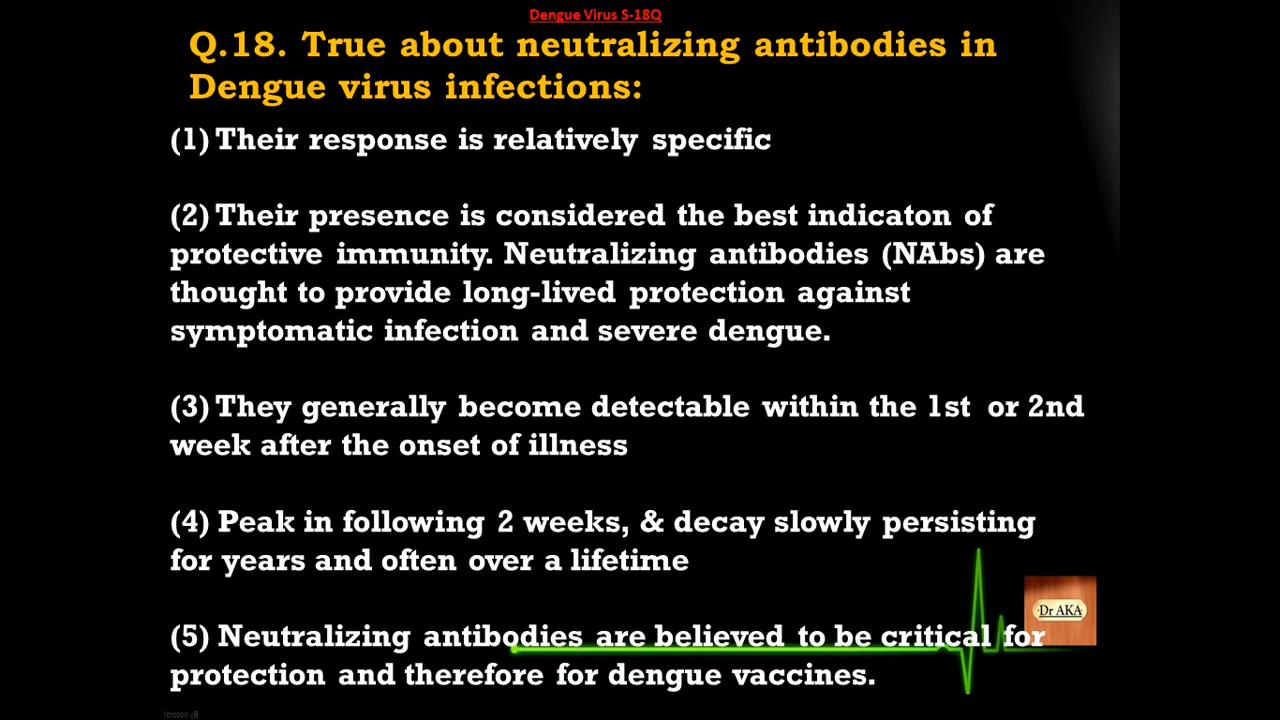 Dengue Virus S-18Q
Q.18. True about neutralizing antibodies in
Dengue virus infections:
(1) Their response is relatively specific
(2) Their presence is considered the best indicaton of
protective immunity. Neutralizing antibodies (NAbs) are
thought to provide long-lived protection against
symptomatic infection and severe dengue.
(3) They generally become detectable within the 1st or 2nd
week after the onset of illness
(4) Peak in following 2 weeks, & decay slowly persisting
for years and often over a lifetime
Dr AKA
(5) Neutralizing antibodies are believed to be critical for
protection and therefore for dengue vaccines.